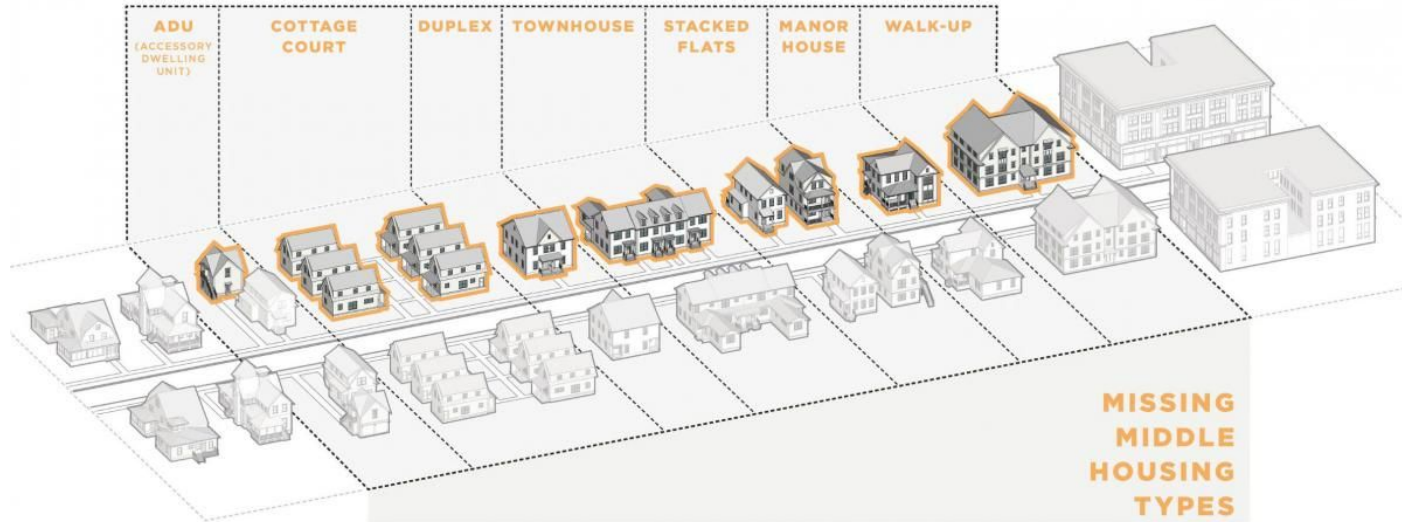 ADU
(ACCESSORY
DWELLING
UNIT)
COTTAGE
COURT
DUPLEX
TOWNHOUSE
STACKED
FLATS
MANOR
HOUSE
WALK-UP
MISSING
MIDDLE
HOUSING
TYPES